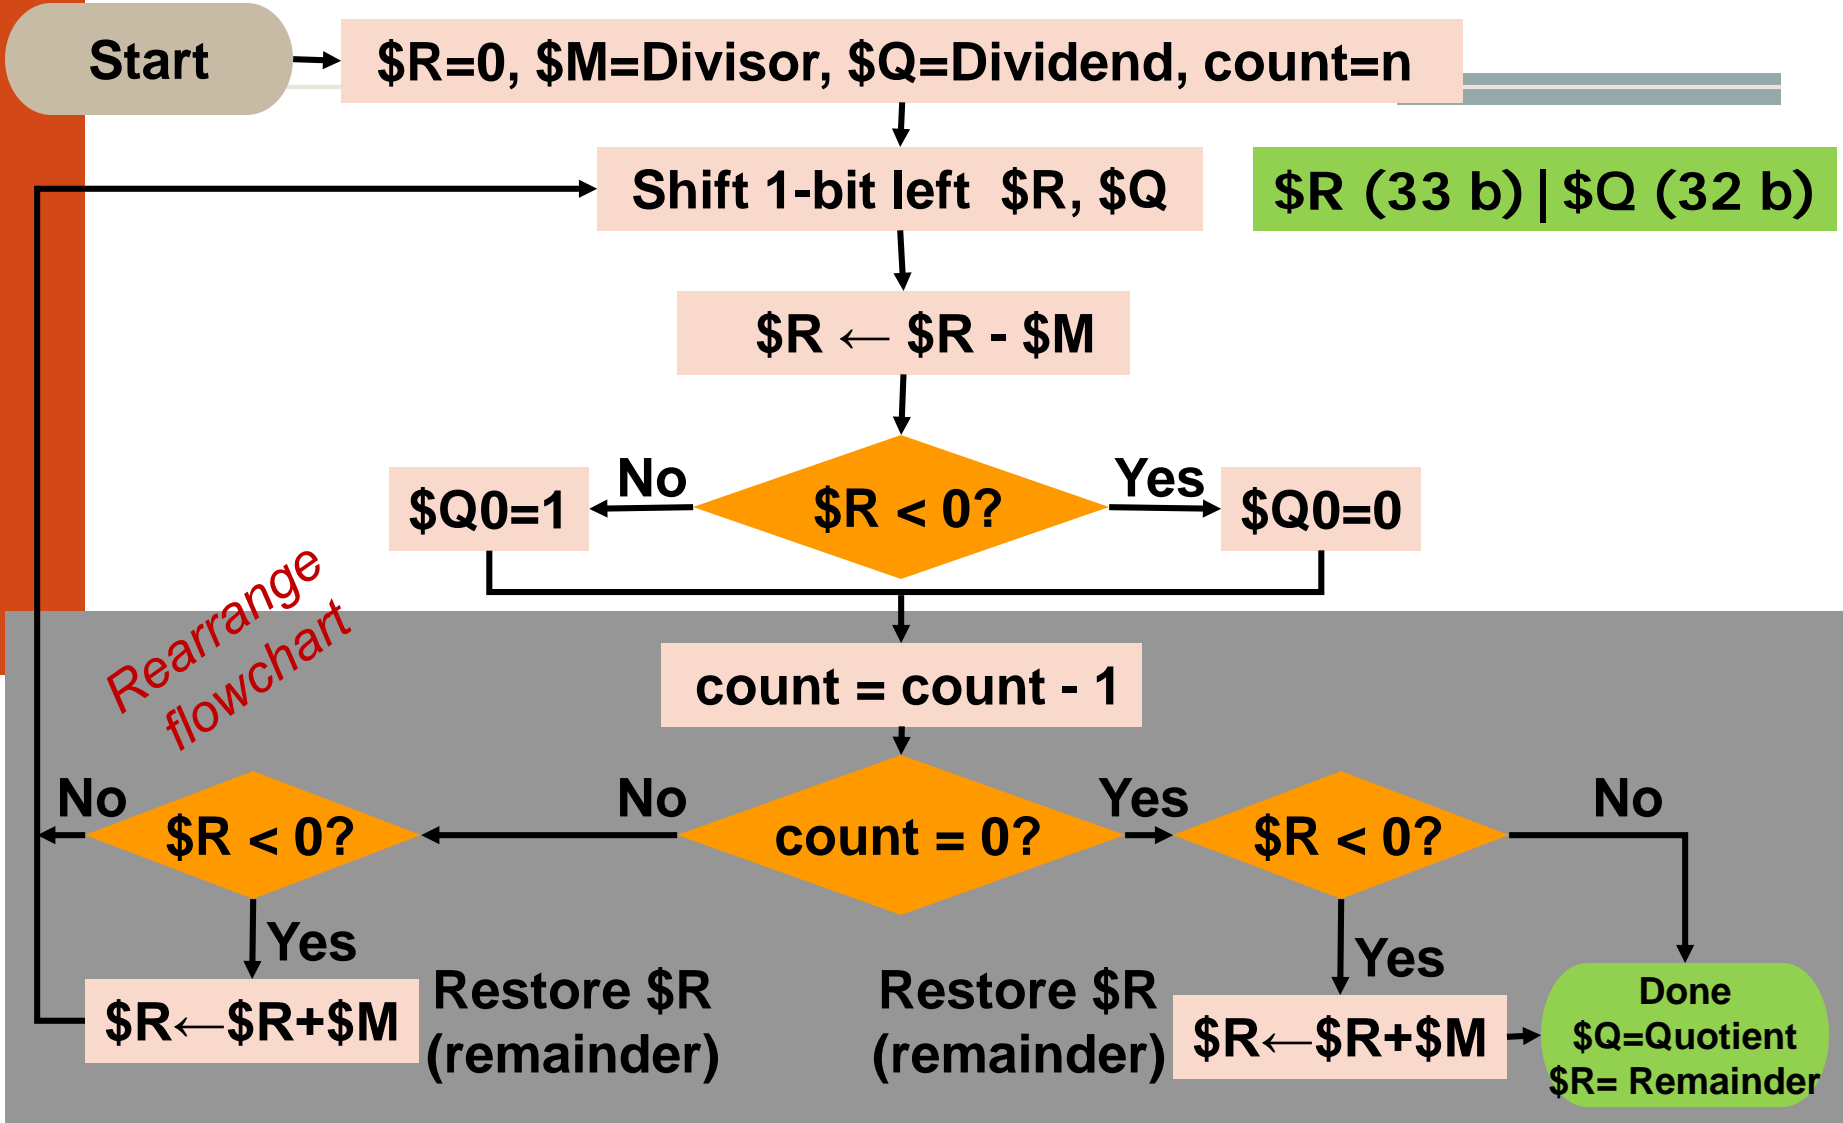 Start
$R=0, $M=Divisor, $Q=Dividend, count=n
Shift 1-bit left $R, $Q
$R (33 b) | $Q (32 b)
$R ← $R - $M
No
Yes
$Q0=1
$R < 0?
$Q0=0
Rearrange
flowchart
count = count - 1
No
No
Yes
No
$R < 0?
count = 0?
$R < 0?
Yes
Yes
$R←$R+$M
Restore $R
(remainder)
Restore $R
(remainder)
$R←$R+$M
Done
$Q=Quotient
$R= Remainder